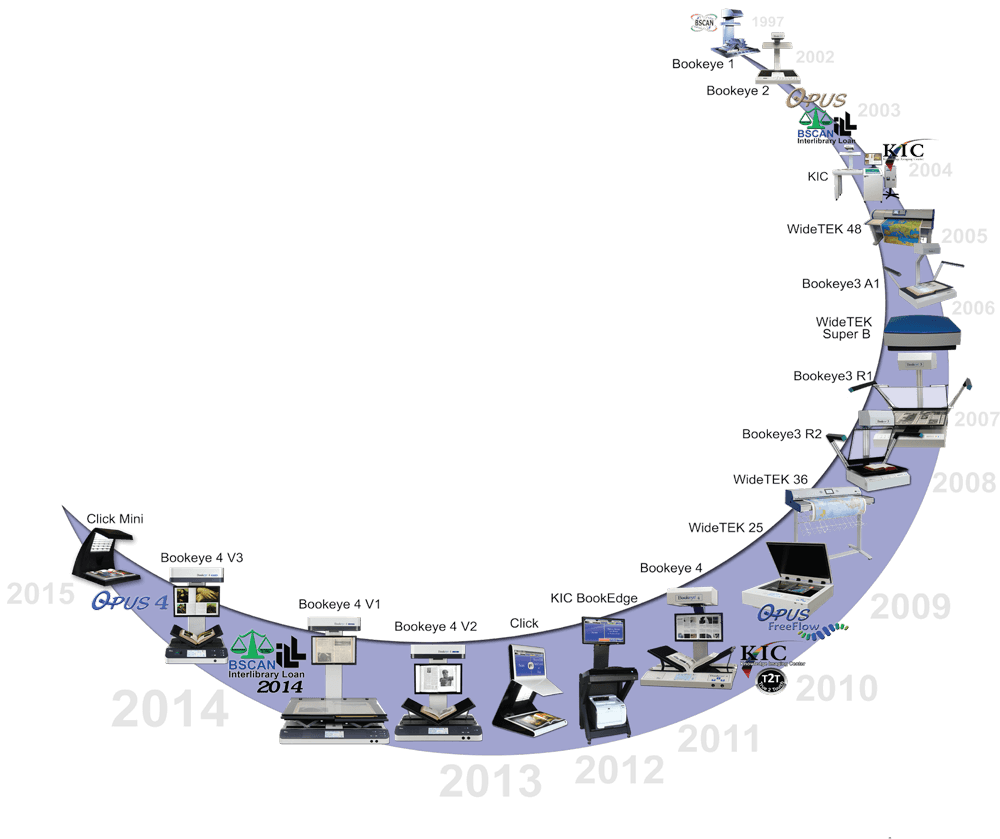 BSCAN
1997
Bookeye 1
2002
Bookeye 2
OPUS
2003
BSCAN ILL
Interlibrary Loan
KIC
KIC
2004
WideTEK 48
2005
Bookeye3 A1
2006
WideTEK
Super B
Bookeye3 R1
2007
Bookeye3 R2
2008
WideTEK 36
WideTEK 25
OPUS
FreeFlow
2009
KIC
Knowledge Imaging Center
T2T
2010
Bookeye 4
2011
KIC BookEdge
2012
Click
Bookeye 4 V2
2013
Bookeye 4 V1
BSCAN ILL
Interlibrary Loan
2014
2014
Bookeye 4 V3
OPUS 4
Click Mini
2015